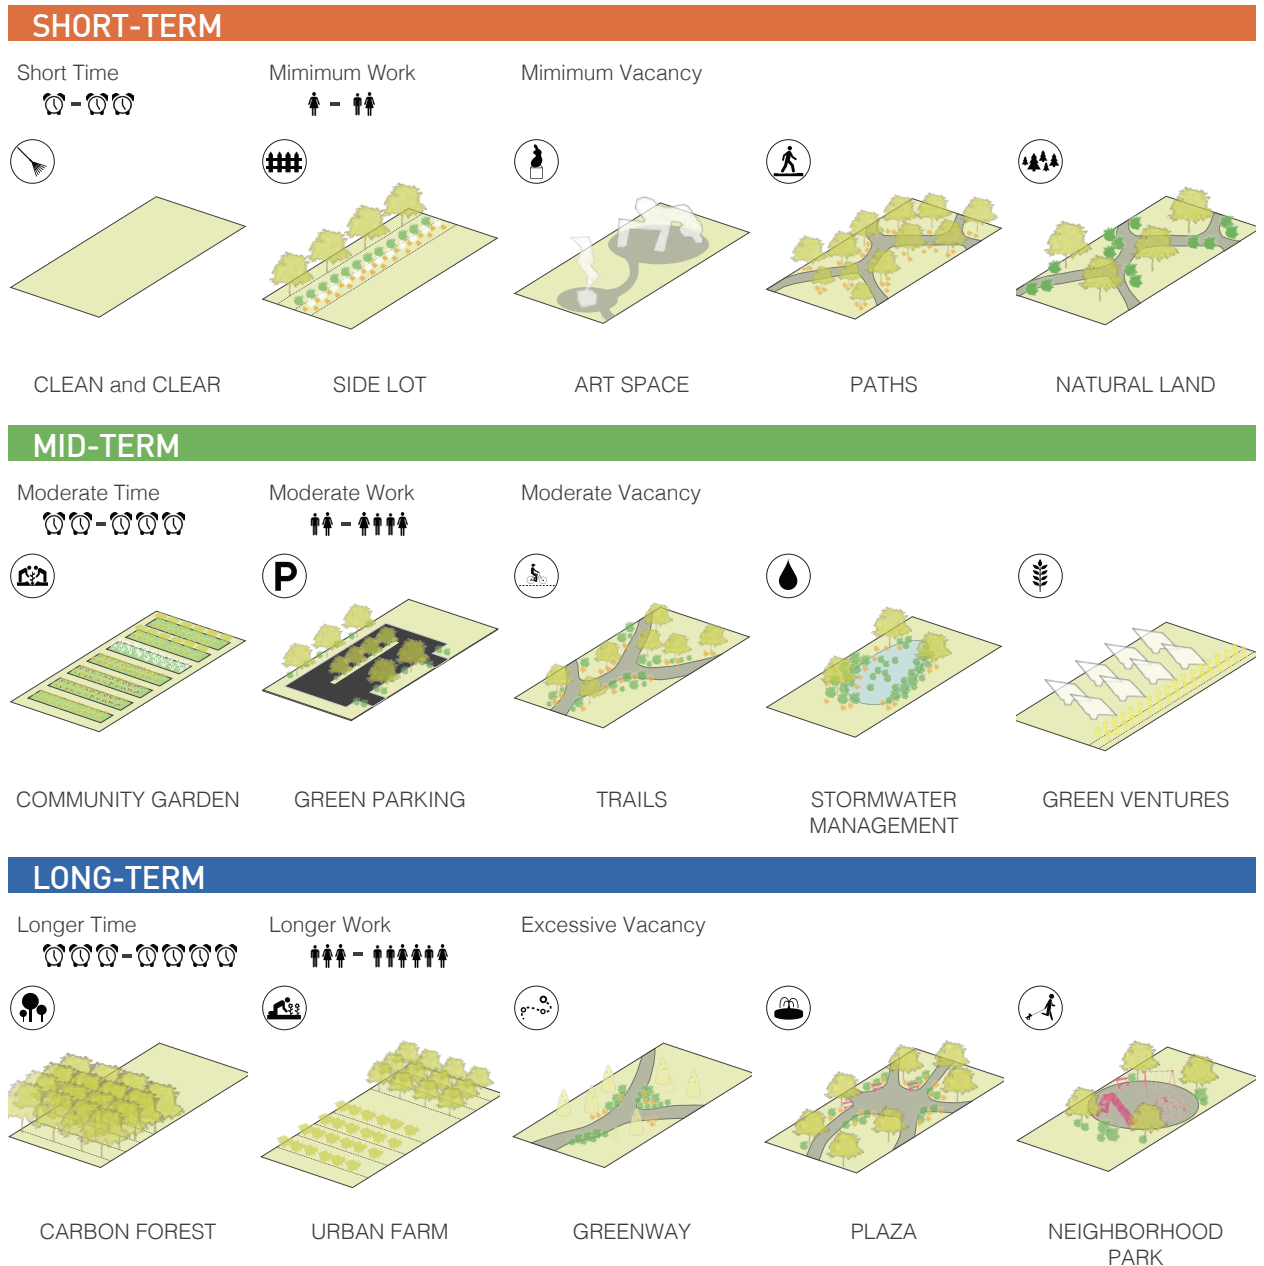 SHORT-TERM
Short Time
Mimimum Work
Mimimum Vacancy
CLEAN and CLEAR
SIDE LOT
ART SPACE
PATHS
NATURAL LAND
MID-TERM
Moderate Time
Moderate Work
Moderate Vacancy
P
COMMUNITY GARDEN
GREEN PARKING
TRAILS
STORMWATER
MANAGEMENT
GREEN VENTURES
LONG-TERM
Longer Time
Longer Work
Excessive Vacancy
CARBON FOREST
URBAN FARM
GREENWAY
PLAZA
NEIGHBORHOOD
PARK